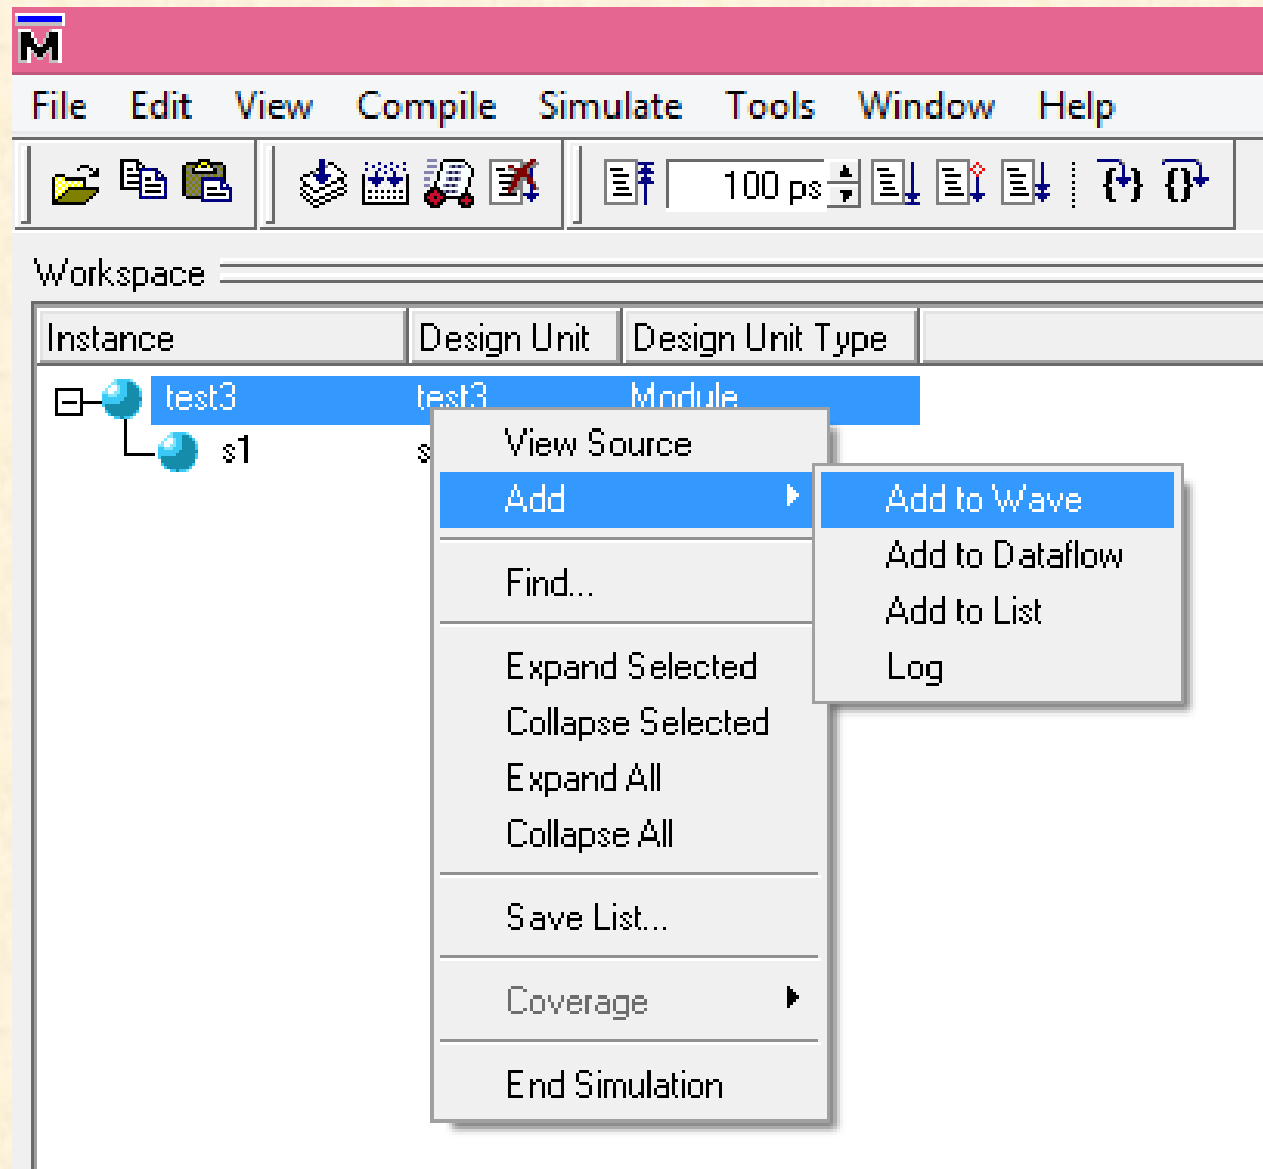 M
File Edit View Compile Simulate Tools Window Help
100 ps
Workspace
Instance Design Unit Design Unit Type
test3 test3 Module
s1 s
View Source
Add Add to Wave
Add to Dataflow
Find...
Add to List
Expand Selected Log
Collapse Selected
Expand All
Collapse All
Save List...
Coverage
End Simulation